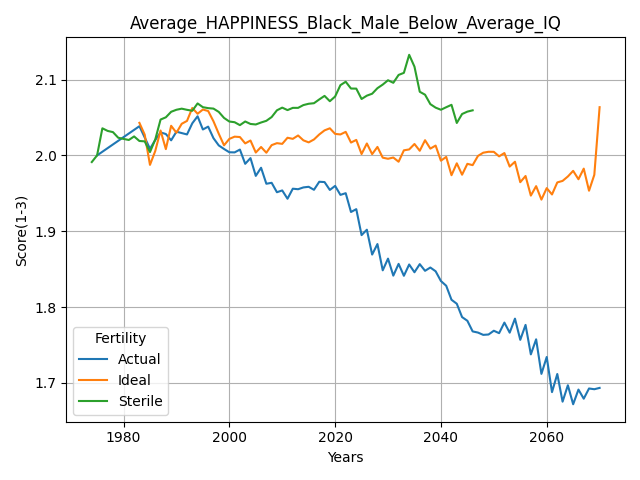 Average_HAPPINESS_Black_Male_Below_Average_IQ
Score(1-3)
2.1
2.0
1.9
1.8
1.7
Fertility
Actual
Ideal
Sterile
1980
2000
2020
2040
2060
Years